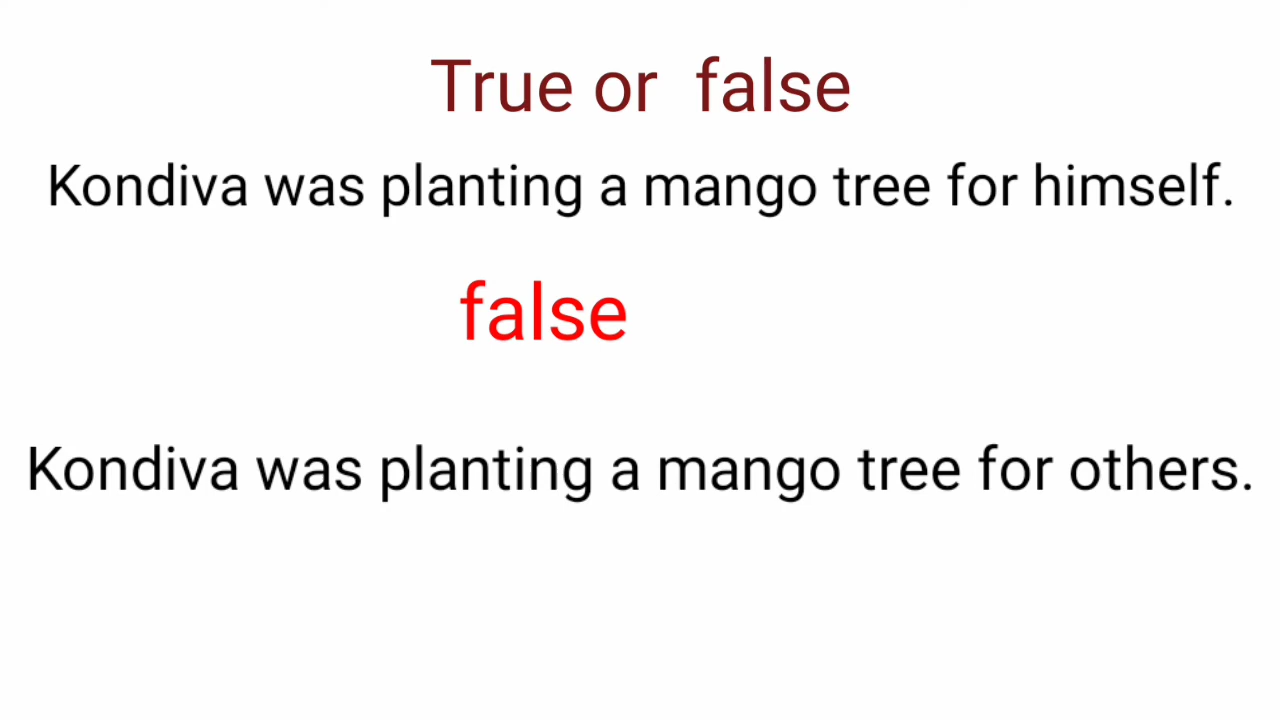 True or false
Kondiva was planting a mango tree for himself.
false
Kondiva was planting a mango tree for others.